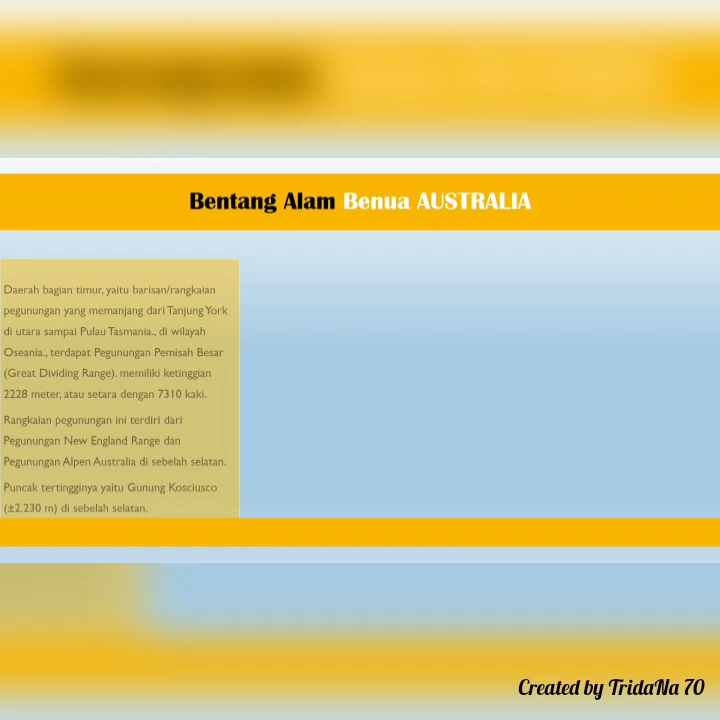 Bentang Alam Benua AUSTRALIA
Daerah bagian timur, yaitu barisan/rangkaian
pegunungan yang memanjang dari Tanjung York
di utara sampai Pulau Tasmania., di wilayah
Oseania., terdapat Pegunungan Pemisah Besar
(Great Dividing Range). memiliki ketinggian
2228 meter, atau setara dengan 7310 kaki.
Rangkaian pegunungan ini terdiri dari
Pegunungan New England Range dan
Pegunungan Alpen Australia di sebelah selatan.
Puncak tertingginya yaitu Gunung Kosciusco
(±2.230 m) di sebelah selatan.
Created by TridaNa 70